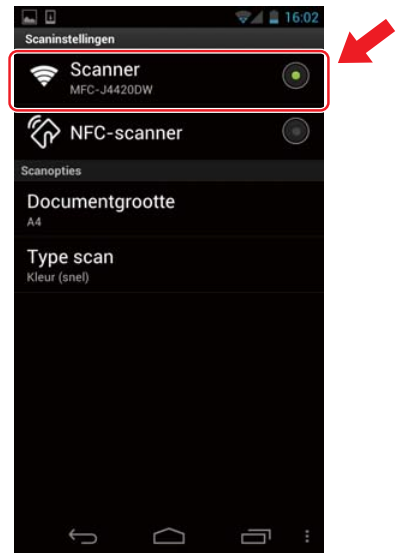 16:02
Scaninstellingen
Scanner
MFC-J4420DW
NFC-scanner
Scanopties
Documentgrootte
A4
Type scan
Kleur (snel)